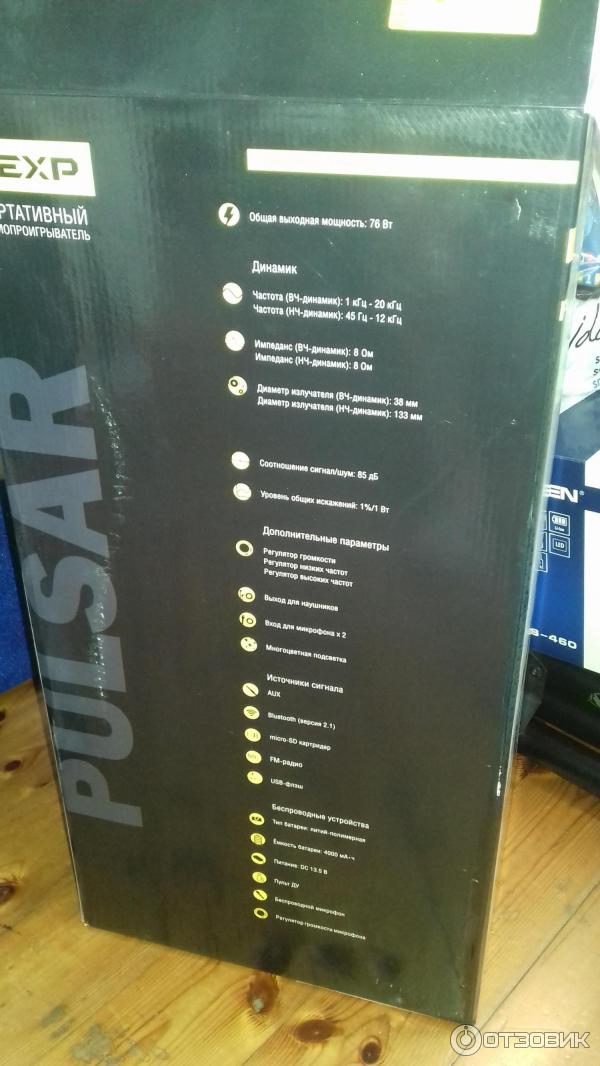 EXP
РТАТИВНЫЙ
ИОПРОИГРЫВАТЕЛЬ
PULSAR
Общая выходная мощность: 76 Вт
Динамик
Частота (ВЧ-динамик): 1 кГц - 20 кГц
Частота (НЧ-динамик): 45 Гц - 12 кГц
Импеданс (ВЧ-динамик): 8 Ом
Импеданс (НЧ-динамик): 8 Ом
Диаметр излучателя (ВЧ-динамик): 38 мм
Диаметр излучателя (НЧ-динамик): 133 мм
Соотношение сигнал/шум: 85 дБ
Уровень общих искажений: 1%/1 Вт
Дополнительные параметры
Регулятор громкости
Регулятор низких частот
Регулятор высоких частот
Выход для наушников
Вход для микрофона x 2
Многоцветная подсветка
Источники сигнала
AUX
Bluetooth (версия 2.1)
micro-SD картридер
FM-радио
USB-флэш
Беспроводные устройства
Тип батареи: литий-полимерная
Ёмкость батареи: 4000 мА·ч
Питание: DC 13.5 В
Пульт ДУ
Беспроводной микрофон
Регулятор громкости микрофона
EN
LED
-460
ОТЗОВИК